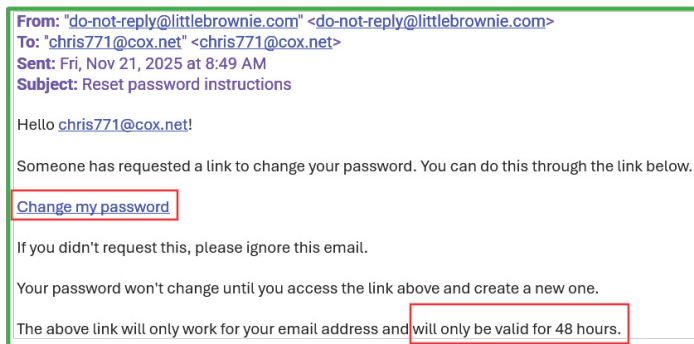 From: "do-not-reply@littlebrownie.com" <do-not-reply@littlebrownie.com>
To: "chris771@cox.net" <chris771@cox.net>
Sent: Fri, Nov 21, 2025 at 8:49 AM
Subject: Reset password instructions
Hello chris771@cox.net!
Someone has requested a link to change your password. You can do this through the link below.
Change my password
If you didn't request this, please ignore this email.
Your password won't change until you access the link above and create a new one.
The above link will only work for your email address and will only be valid for 48 hours.